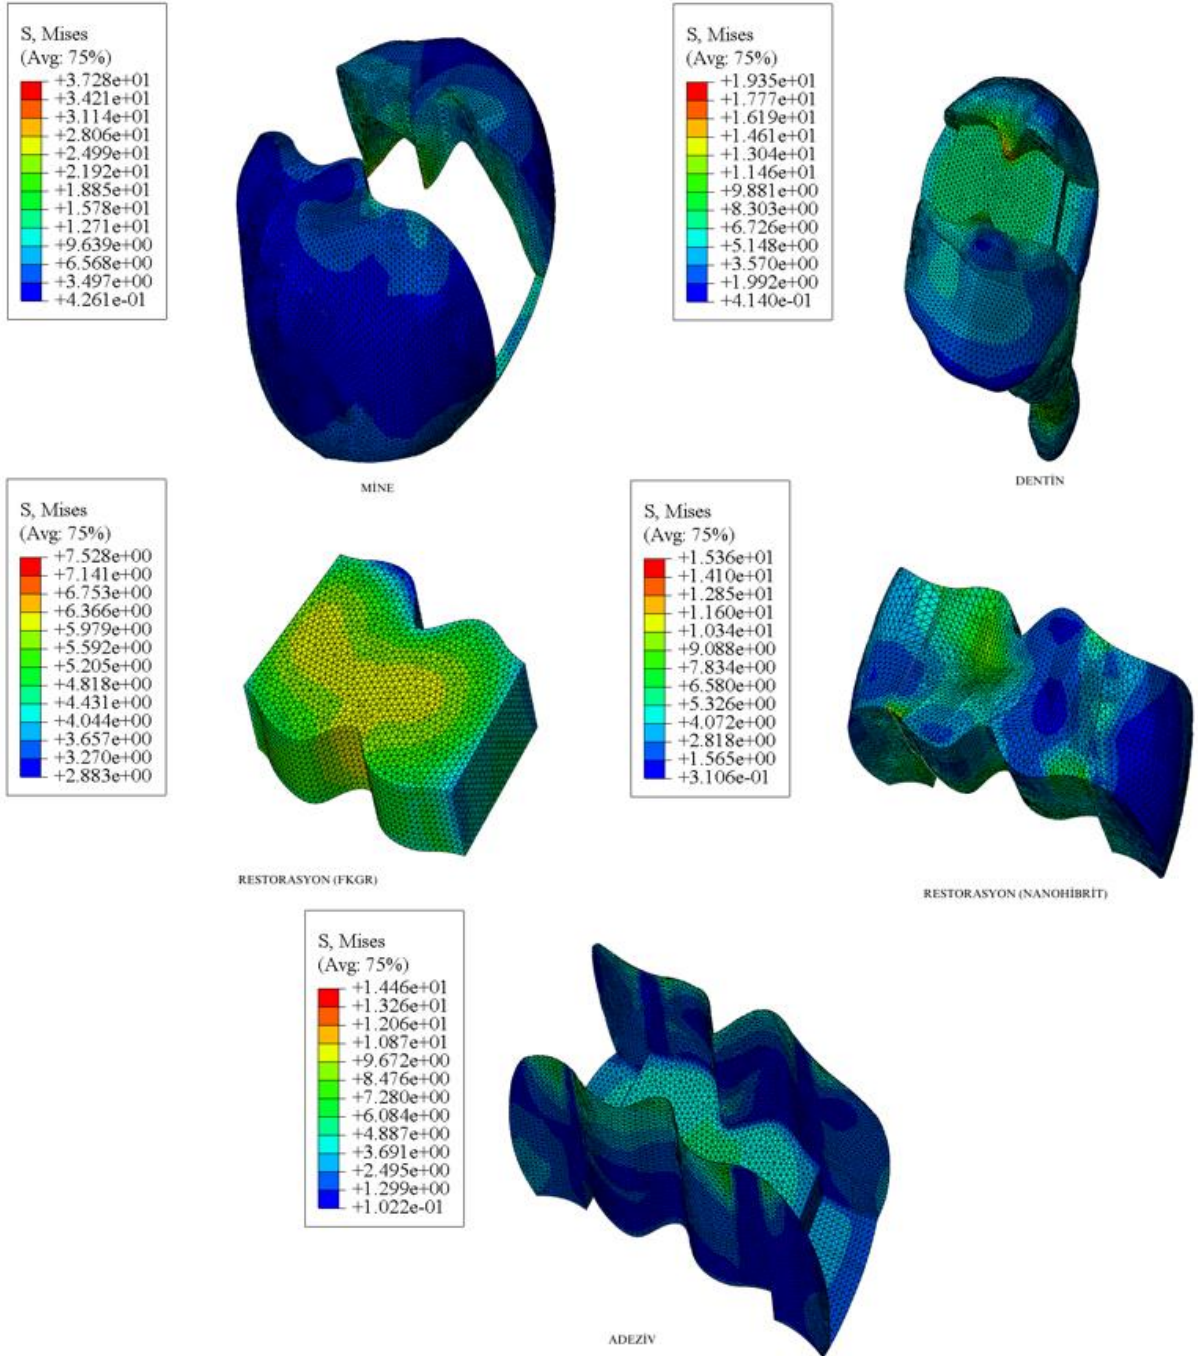 S, Mises
(Avg: 75%)
+3.728e+01
+3.421e+01
+3.114e+01
+2.806e+01
+2.499e+01
+2.192e+01
+1.885e+01
+1.578e+01
+1.271e+01
+9.639e+00
+6.568e+00
+3.497e+00
+4.261e-01
MİNE
S, Mises
(Avg: 75%)
+1.935e+01
+1.777e+01
+1.619e+01
+1.461e+01
+1.304e+01
+1.146e+01
+9.881e+00
+8.303e+00
+6.726e+00
+5.148e+00
+3.570e+00
+1.992e+00
+4.140e-01
DENTİN
S, Mises
(Avg: 75%)
+7.528e+00
+7.141e+00
+6.753e+00
+6.366e+00
+5.979e+00
+5.592e+00
+5.205e+00
+4.818e+00
+4.431e+00
+4.044e+00
+3.657e+00
+3.270e+00
+2.883e+00
RESTORASYON (FKGR)
S, Mises
(Avg: 75%)
+1.536e+01
+1.410e+01
+1.285e+01
+1.160e+01
+1.034e+01
+9.088e+00
+7.834e+00
+6.580e+00
+5.326e+00
+4.072e+00
+2.818e+00
+1.565e+00
+3.106e-01
RESTORASYON (NANOHİBRİT)
S, Mises
(Avg: 75%)
+1.446e+01
+1.326e+01
+1.206e+01
+1.087e+01
+9.672e+00
+8.476e+00
+7.280e+00
+6.084e+00
+4.887e+00
+3.691e+00
+2.495e+00
+1.299e+00
+1.022e-01
ADEZİV